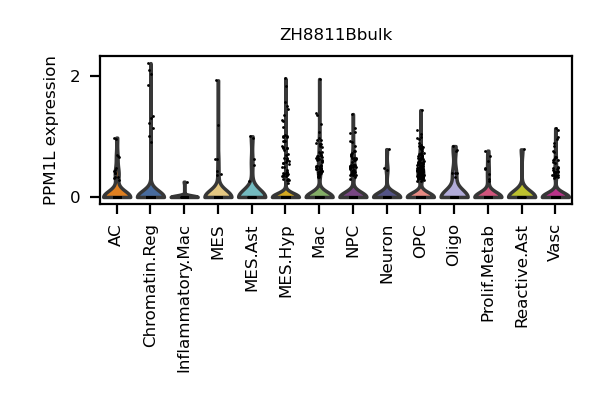 ZH8811Bbulk
PPM1L expression
2
0
AC
Chromatin.Reg
Inflammatory.Mac
MES
MES.Ast
MES.Hyp
Mac
NPC
Neuron
OPC
Oligo
Prolif.Metab
Reactive.Ast
Vasc